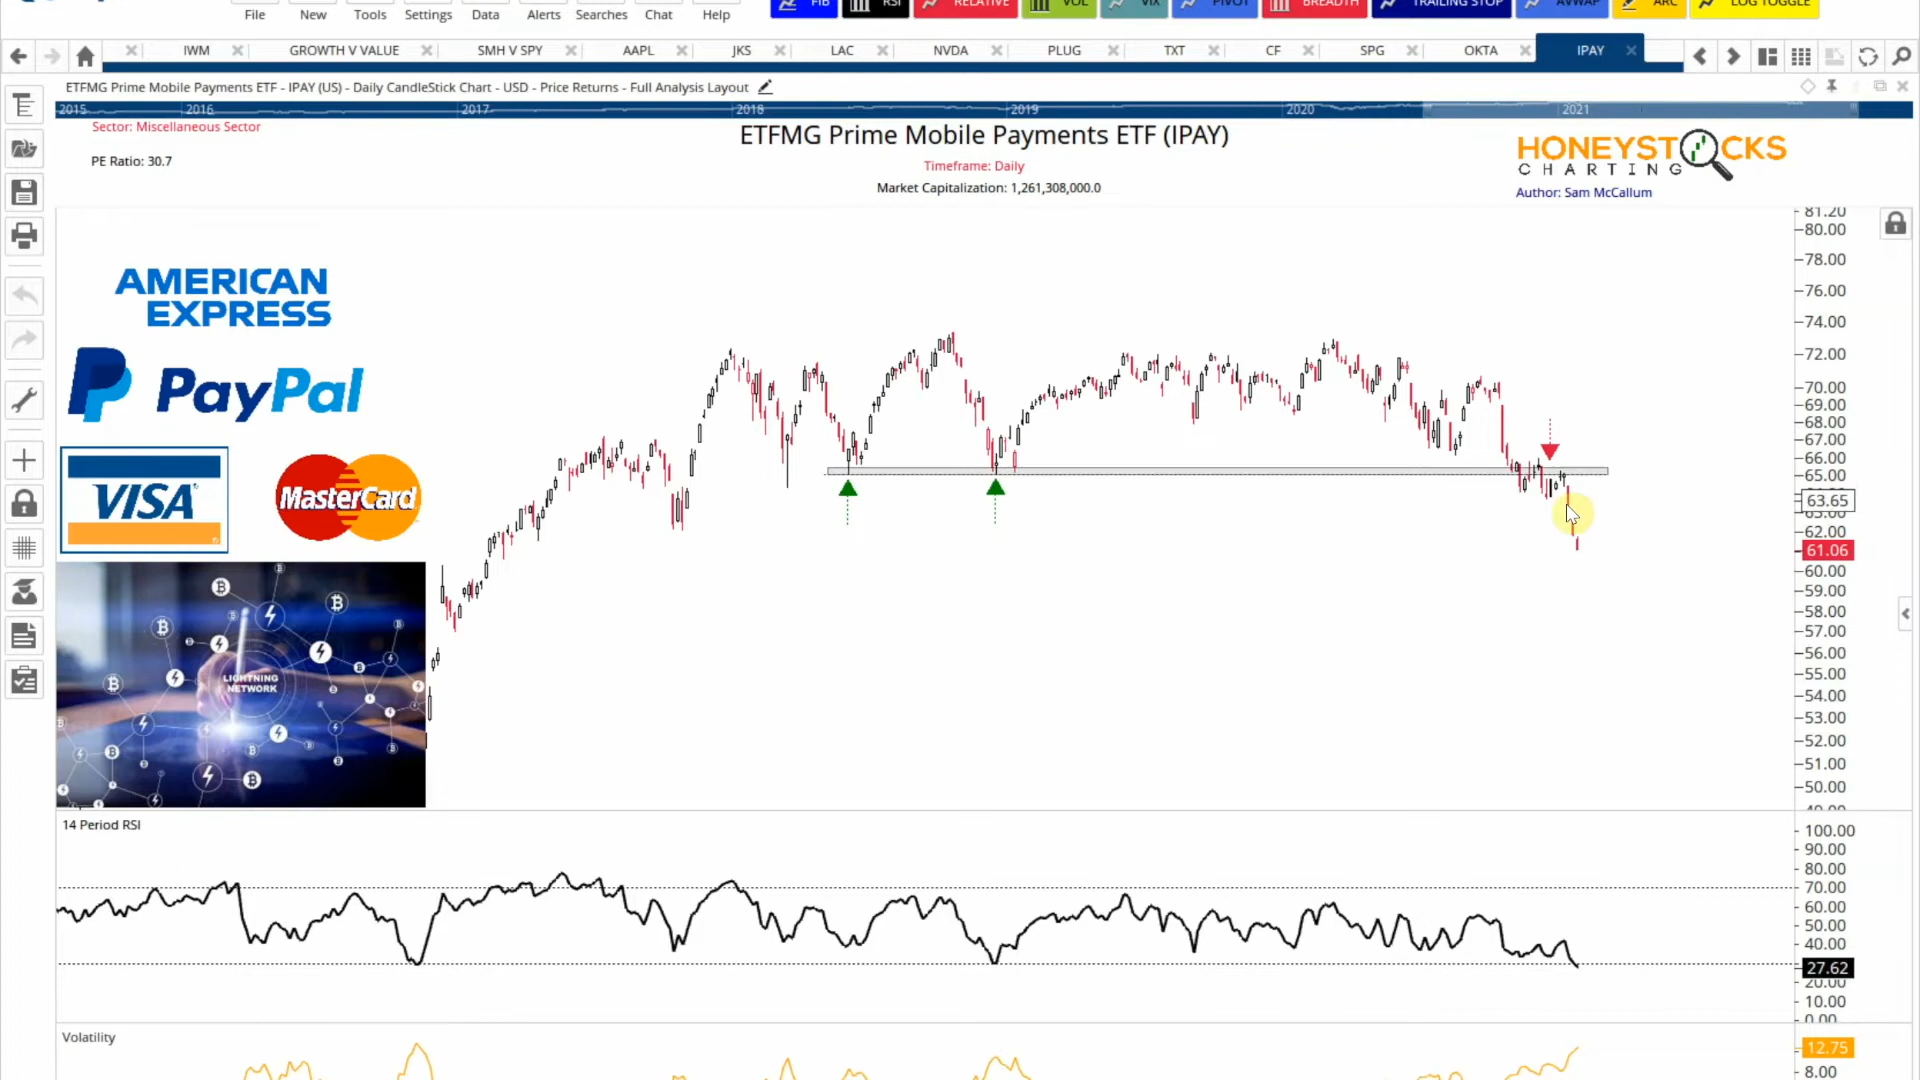 File New Tools Settings Data Alerts Searches Chat Help FIB RSI RELATIVE VOL VIX PIVOT BREADTH TRAILING STOP AVWAP ARC LOG TOGGLE
IWM GROWTH V VALUE SMH V SPY AAPL JKS LAC NVDA PLUG TXT CF SPG OKTA IPAY
ETFMG Prime Mobile Payments ETF - IPAY (US) - Daily CandleStick Chart - USD - Price Returns - Full Analysis Layout
2015 2016 2017 2018 2019 2020 2021
Sector: Miscellaneous Sector
ETFMG Prime Mobile Payments ETF (IPAY)
PE Ratio: 30.7
Timeframe: Daily
Market Capitalization: 1,261,308,000.0
HONEYSTOCKS
CHARTING
Author: Sam McCallum
AMERICAN
EXPRESS
PayPal
VISA
MasterCard
LIGHTNING
NETWORK
81.20
80.00
78.00
76.00
74.00
72.00
70.00
69.00
68.00
67.00
66.00
65.00
63.65
63.00
62.00
61.06
60.00
59.00
58.00
57.00
56.00
55.00
54.00
53.00
52.00
51.00
50.00
49.00
14 Period RSI
100.00
90.00
80.00
70.00
60.00
50.00
40.00
27.62
20.00
10.00
0.00
Volatility
12.75
8.00